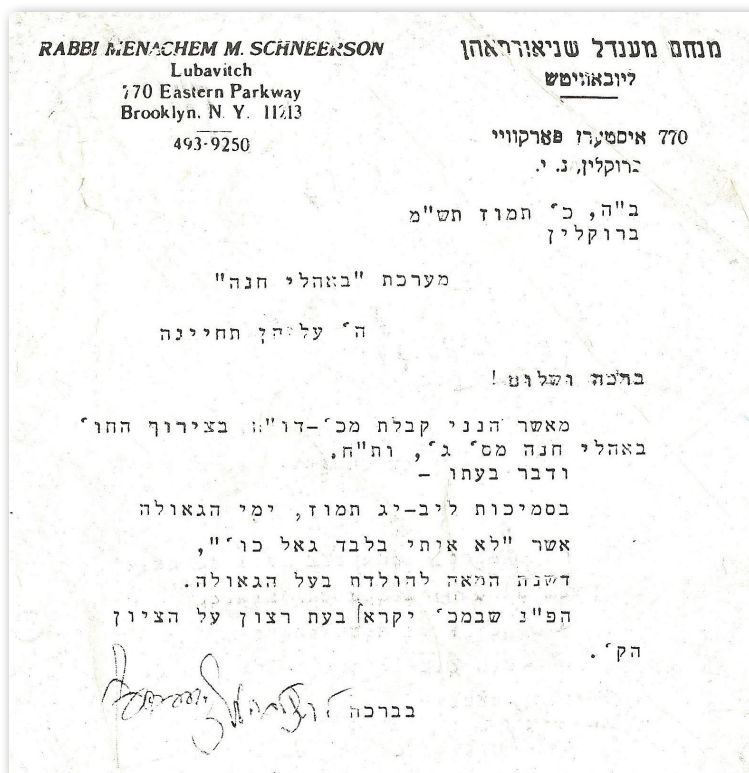 RABBI MENACHEM M. SCHNEERSON
Lubavitch
770 Eastern Parkway
Brooklyn, N. Y. 11213
493-9250
מנחם מענדל שניאורסאהן
ליובאוויטש
770 איסטערן פארקוויי
ברוקלין, נ. י.
ב"ה, כ' תמוז תש"מ
ברוקלין
מערכת "באהלי חנה"
ה' עליהן תחיינה
ברכה ושלום!
מאשר הנני קבלת מכ'-דו"ח בצירוף החו'
באהלי חנה מס' ג', ות"ח.
ודבר בעתו -
בסמיכות ליב-יג תמוז, ימי הגאולה
אשר "לא אותי בלבד גאל כו'",
דשנת המאה להולדת בעל הגאולה.
הפ"נ שבמכ' יקרא בעת רצון על הציון
הק'.
בברכה